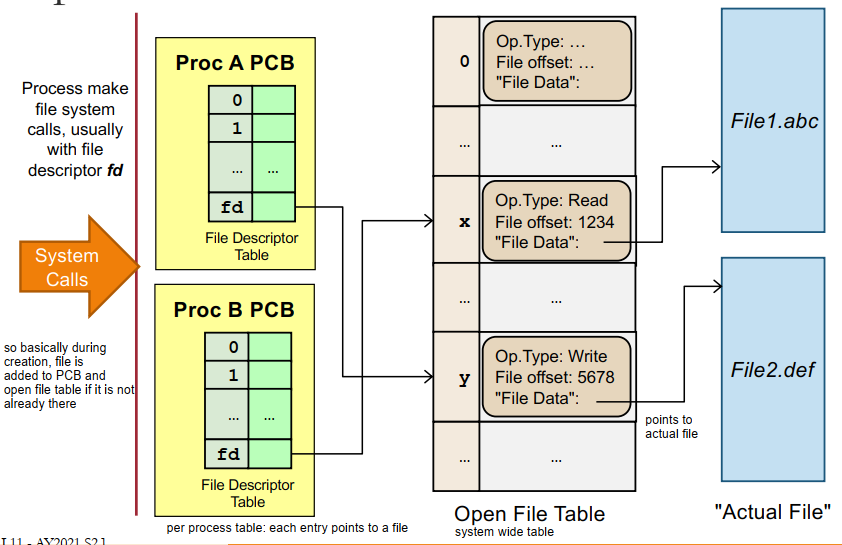 Process make
file system
calls, usually
with file
descriptor fd
System
Calls
so basically during
creation, file is
added to PCB and
open file table if it is not
already there
Proc A PCB
0
1
... ...
fd
File Descriptor
Table
Proc B PCB
0
1
... ...
fd
File Descriptor
Table
per process table: each entry points to a file
0
Op.Type: ...
File offset: ...
"File Data":
... ...
x
Op.Type: Read
File offset: 1234
"File Data":
... ...
y
Op.Type: Write
File offset: 5678
"File Data":
... ...
Open File Table
system wide table
File1.abc
File2.def
points to
actual file
"Actual File"
L11 - AY2021 S2]